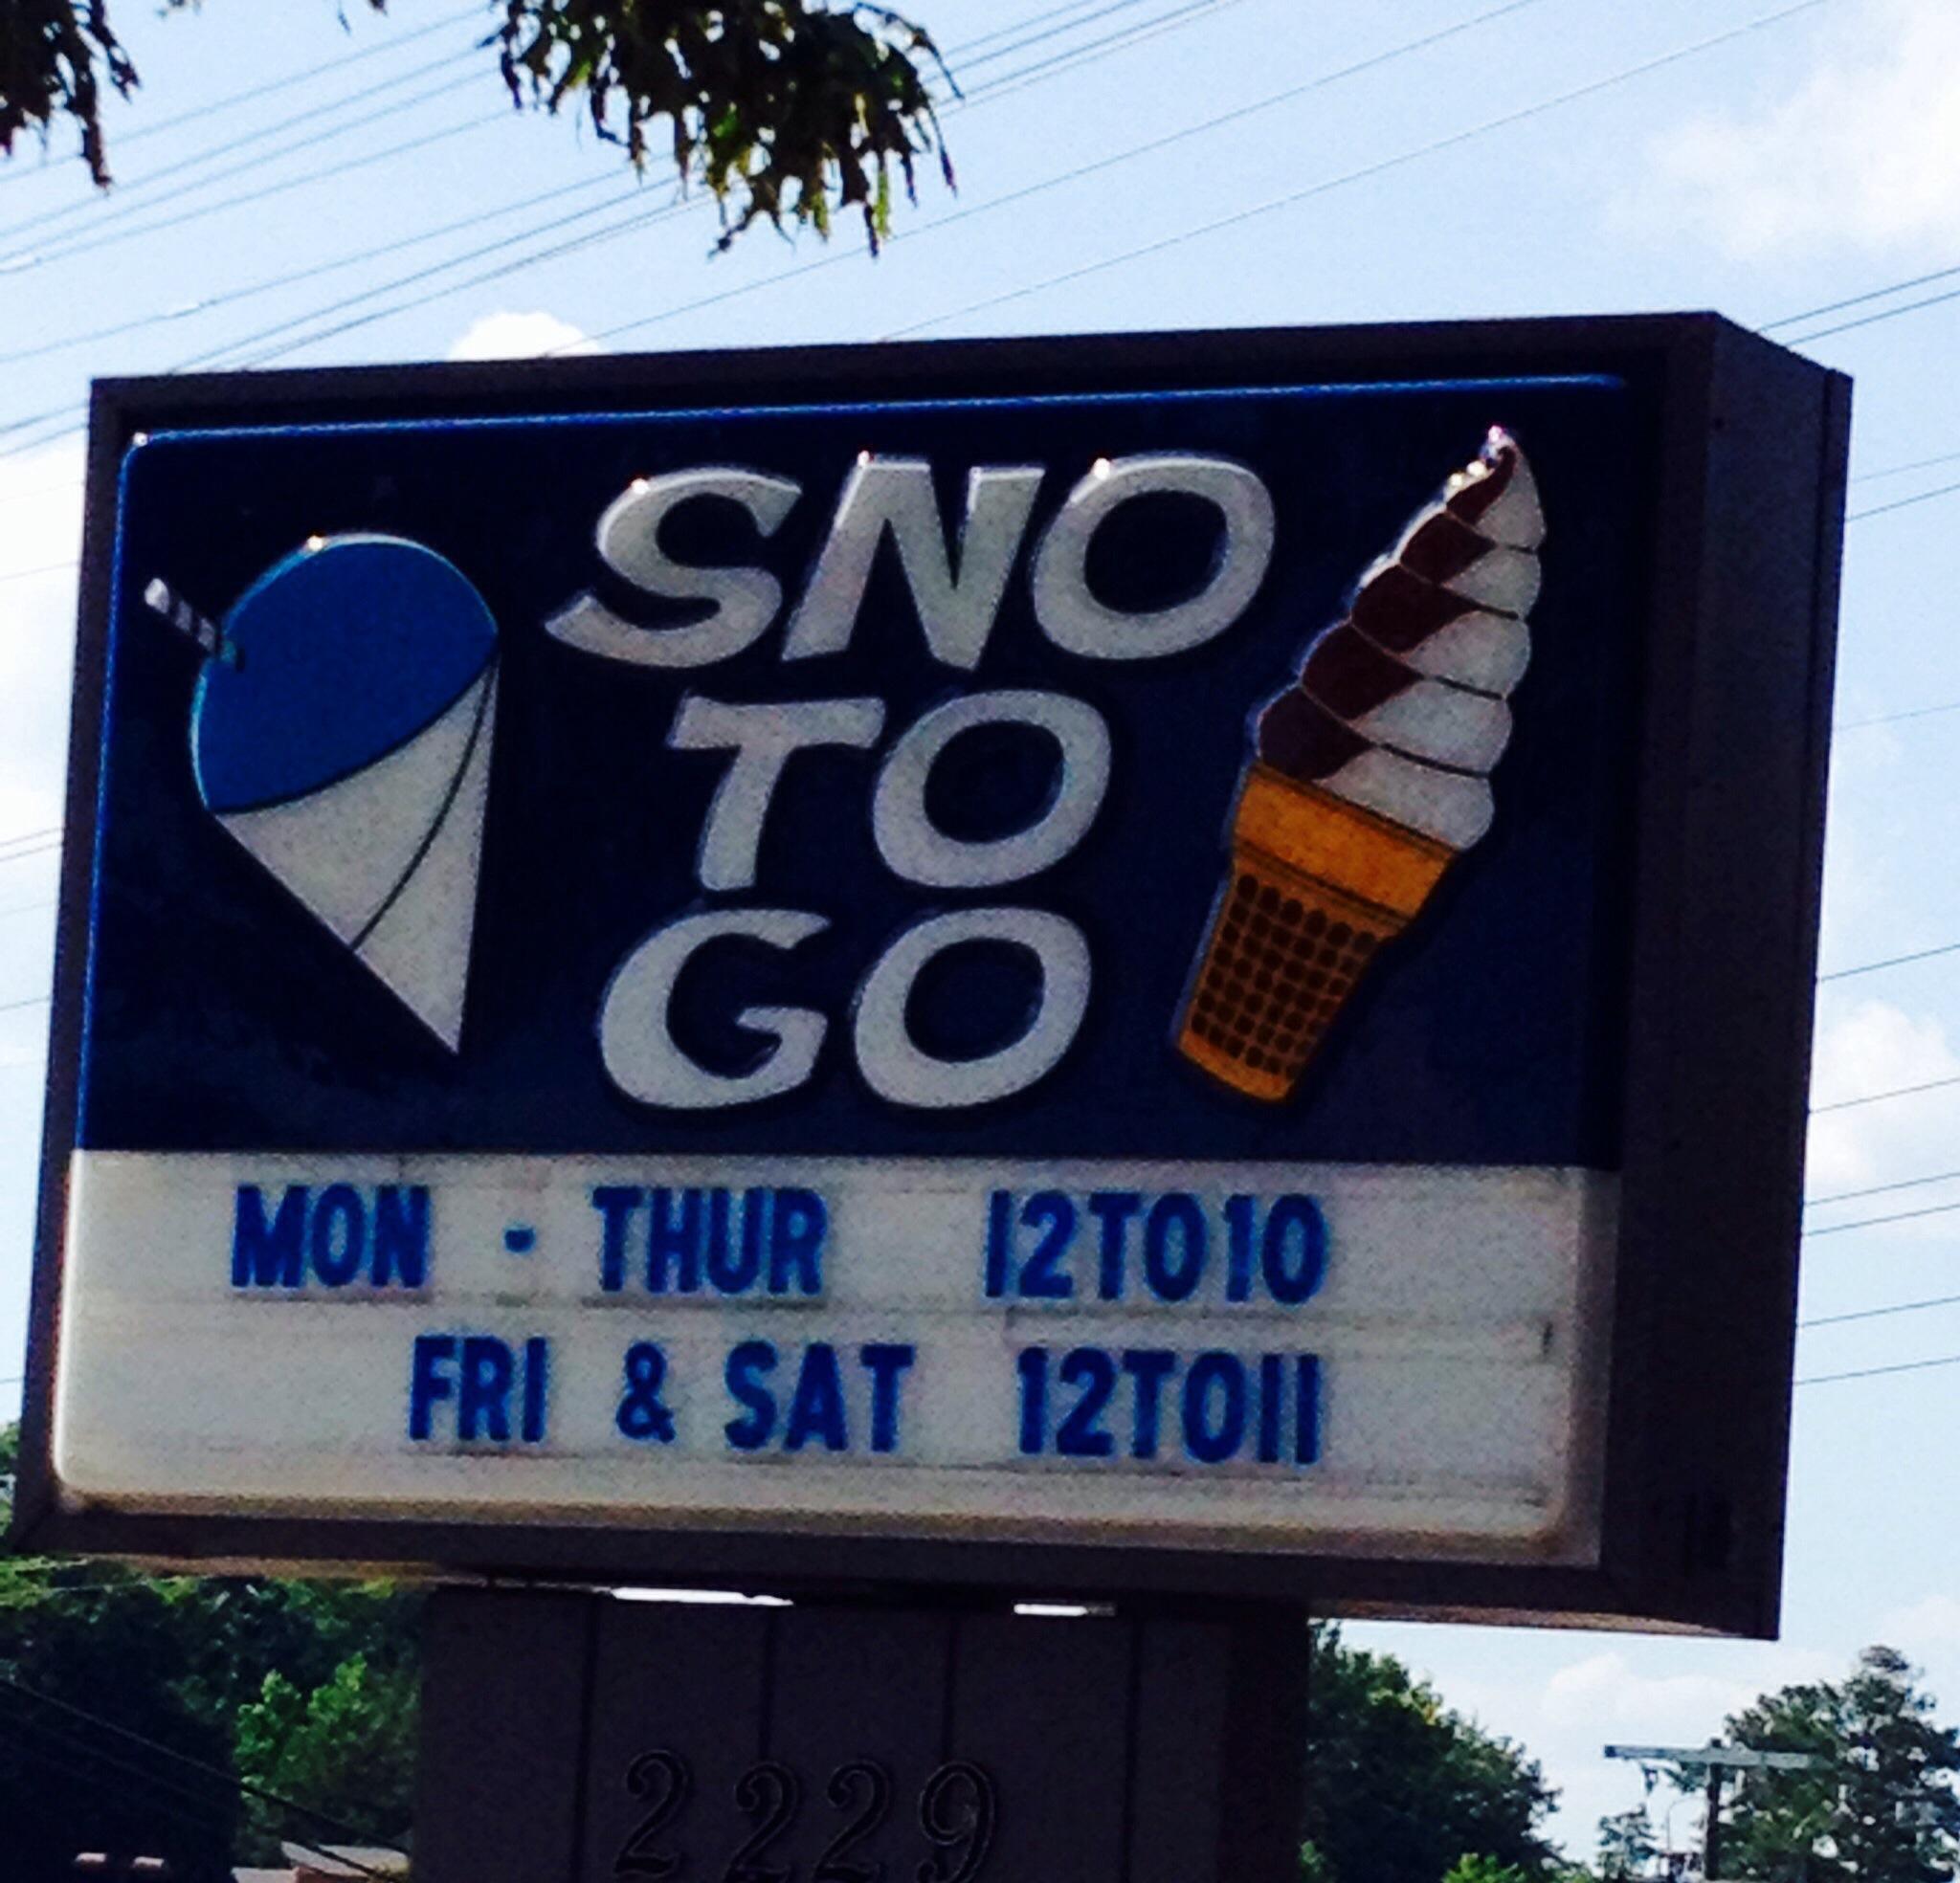 SNO
TO
GO
MON - THUR 12TO10
FRI & SAT 12TO11
2229